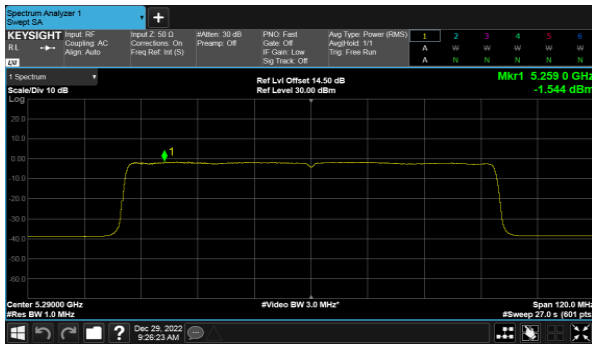 Spectrum Analyzer 1
Swept SA
+
KEYSIGHT Input: RF Input Z: 50 Ω #Atten: 30 dB PNO: Fast Avg Type: Power (RMS) 1 2 3 4 5 6
RL Coupling: AC Corrections: On Preamp: Off Gate: Off Avg|Hold: 1/1 A W W W W W
Align: Auto Freq Ref: Int (S) IF Gain: Low Trig: Free Run
LXI Sig Track: Off A N N N N N
1 Spectrum Mkr1 5.259 0 GHz
Ref Lvl Offset 14.50 dB
Scale/Div 10 dB Ref Level 30.00 dBm -1.544 dBm
Log
20.0
10.0
1
0.00
-10.0
-20.0
-30.0
-40.0
-50.0
-60.0
Center 5.29000 GHz #Video BW 3.0 MHz* Span 120.0 MHz
#Res BW 1.0 MHz #Sweep 27.0 s (601 pts)
? Dec 29, 2022
9:26:23 AM